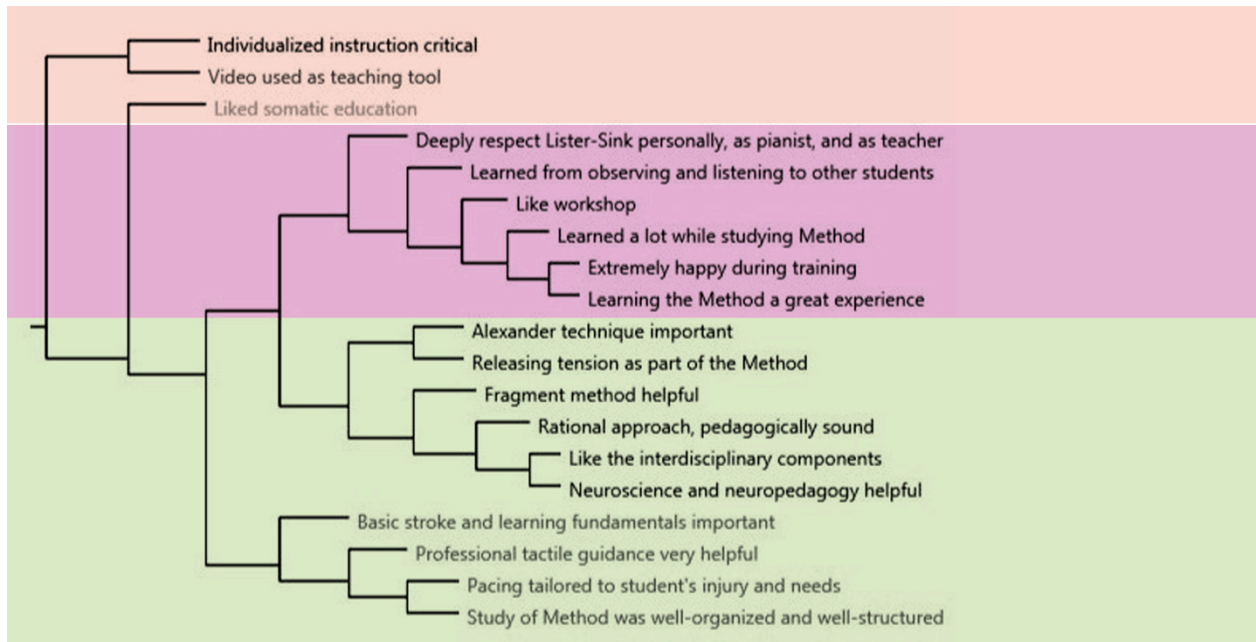 Individualized instruction critical
Video used as teaching tool
Liked somatic education
Deeply respect Lister-Sink personally, as pianist, and as teacher
Learned from observing and listening to other students
Like workshop
Learned a lot while studying Method
Extremely happy during training
Learning the Method a great experience
Alexander technique important
Releasing tension as part of the Method
Fragment method helpful
Rational approach, pedagogically sound
Like the interdisciplinary components
Neuroscience and neuropedagogy helpful
Basic stroke and learning fundamentals important
Professional tactile guidance very helpful
Pacing tailored to student's injury and needs
Study of Method was well-organized and well-structured